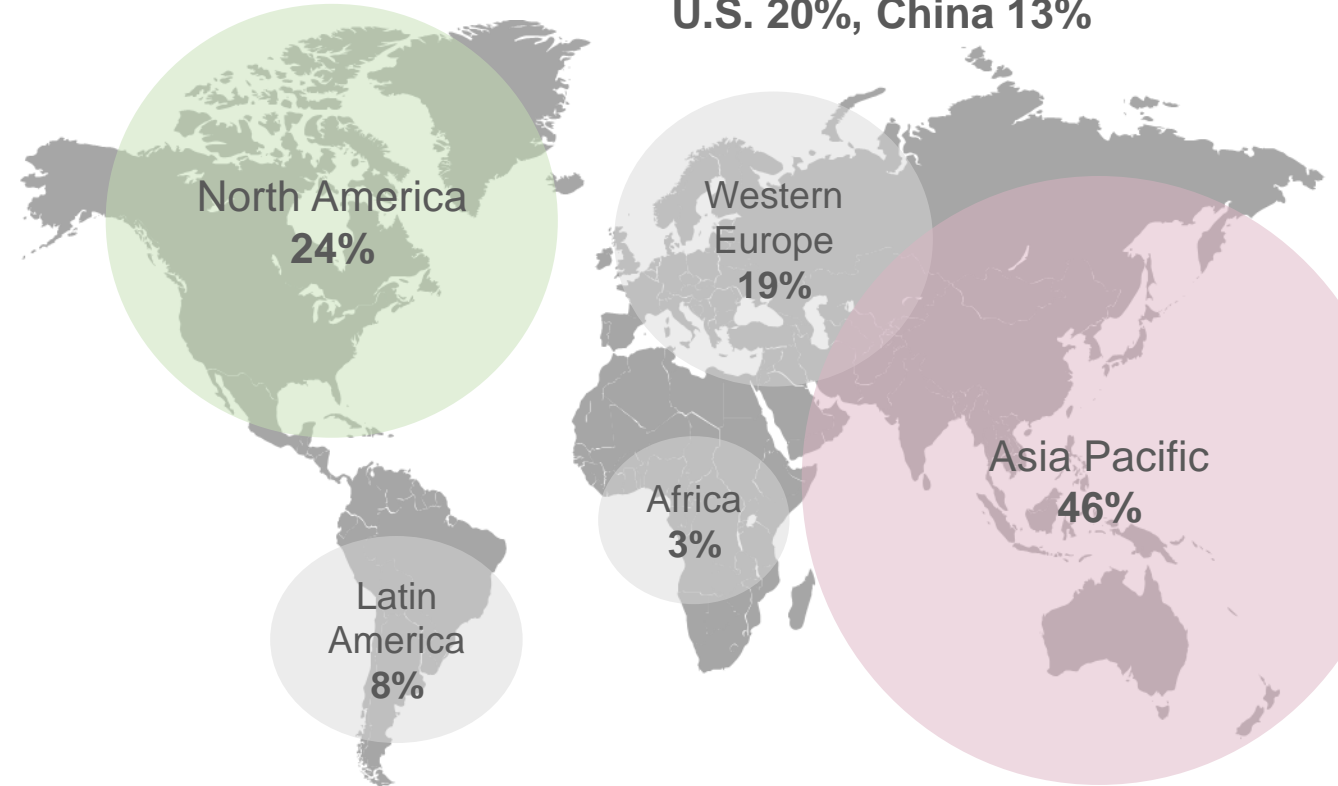 U.S. 20%, China 13%
North America
24%
Western
Europe
19%
Asia Pacific
46%
Africa
3%
Latin
America
8%